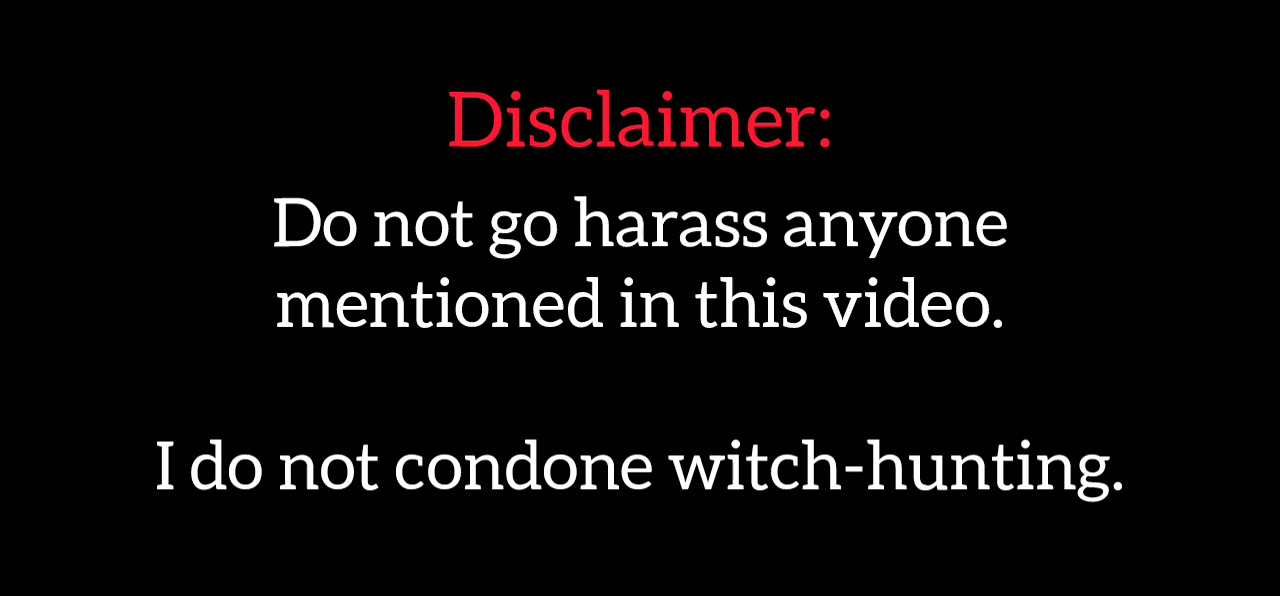 Disclaimer:
Do not go harass anyone
mentioned in this video.
I do not condone witch-hunting.